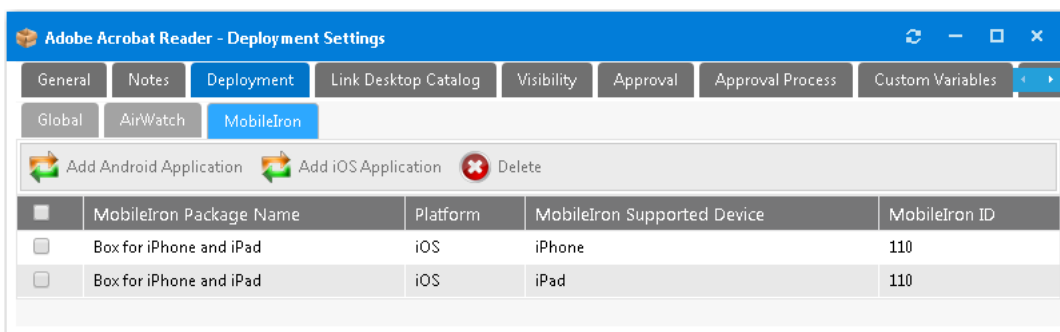 Adobe Acrobat Reader - Deployment Settings
General Notes Deployment Link Desktop Catalog Visibility Approval Approval Process Custom Variables
Global AirWatch MobileIron
Add Android Application Add iOS Application Delete
MobileIron Package Name Platform MobileIron Supported Device MobileIron ID
Box for iPhone and iPad iOS iPhone 110
Box for iPhone and iPad iOS iPad 110